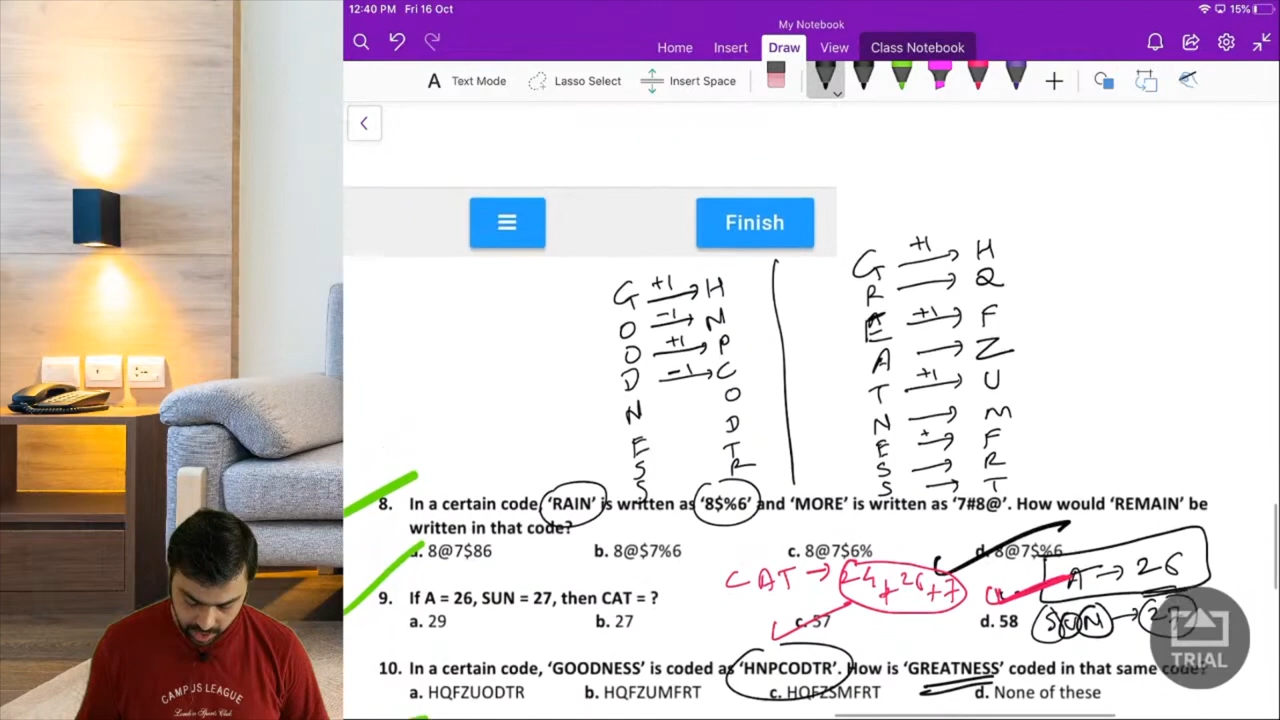 12:40 PM Fri 16 Oct
15%
My Notebook
Home Insert Draw View Class Notebook
A Text Mode Lasso Select Insert Space
Finish
G +1 H
O -1 N
O +1 P
D -1 C
N O
E D
S T
S R
G +1 H
R Q
E +1 F
A Z
T +1 U
N M
E + F
S R
S T
8. In a certain code, 'RAIN' is written as '8$%6' and 'MORE' is written as '7#8@'. How would 'REMAIN' be
written in that code?
a. 8@7$86 b. 8@$7%6 c. 8@7$6% d. 8@7$%6
CAT → 24+26+7
A → 26
SUN → 27
9. If A = 26, SUN = 27, then CAT = ?
a. 29 b. 27 c. 57 d. 58
10. In a certain code, 'GOODNESS' is coded as 'HNPCODTR'. How is 'GREATNESS' coded in that same code?
a. HQFZUODTR b. HQFZUMFRT c. HQFZSMFRT d. None of these
CAMPUS LEAGUE
TRIAL